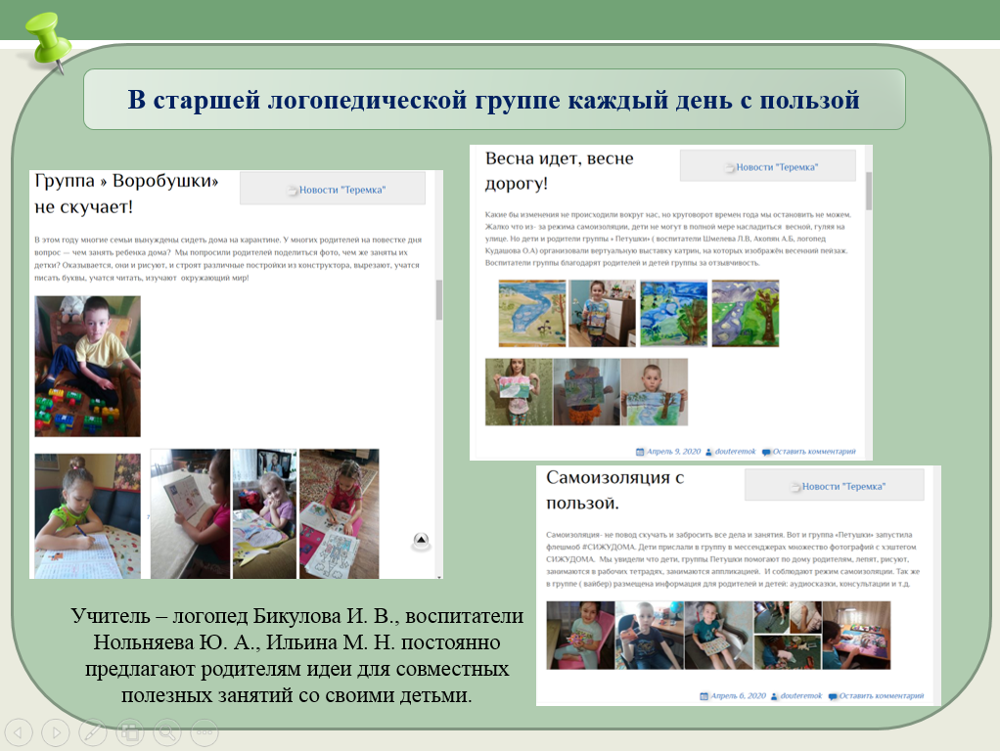 В старшей логопедической группе каждый день с пользой
Группа » Воробушки»
не скучает!
Новости "Теремка"
В этом году многие семьи вынуждены сидеть дома на карантине. У многих родителей на повестке дня
вопрос — чем занять ребенка дома? Мы попросили родителей поделиться фото, чем же заняты их
детки? Оказывается, они и рисуют, и строят различные постройки из конструктора, вырезают, учатся
писать буквы, учатся читать, изучают окружающий мир!
Весна идет, весне
дорогу!
Новости "Теремка"
Какие бы изменения не происходили вокруг нас, но круговорот времен года мы остановить не можем.
Жалко что из- за режима самоизоляции, дети не могут в полной мере насладиться весной, гуляя на
улице. Но дети и родители группы « Петушки» ( воспитатели Шмелева Л.В, Акопян А.Б, логопед
Кудашова О.А) организовали виртуальную выставку катрин, на которых изображён весенний пейзаж.
Воспитатели группы благодарят родителей и детей группы за отзывчивость.
Апрель 9, 2020 douteremok Оставить комментарий
Самоизоляция с
пользой.
Новости "Теремка"
Самоизоляция- не повод скучать и забросить все дела и занятия. Вот и группа «Петушки» запустила
флешмоб #СИЖУДОМА. Дети прислали в группу в мессенджерах множество фотографий с хэштегом
СИЖУДОМА. Мы увидели что дети, группы Петушки помогают по дому родителям, лепят, рисуют,
занимаются в рабочих тетрадях, занимаются аппликацией. И соблюдают режим самоизоляции. Так же
в группе ( вайбер) размещена информация для родителей и детей: аудиосказки, консультации и т.д.
Апрель 6, 2020 douteremok Оставить комментарий
Учитель – логопед Бикулова И. В., воспитатели
Нольняева Ю. А., Ильина М. Н. постоянно
предлагают родителям идеи для совместных
полезных занятий со своими детьми.